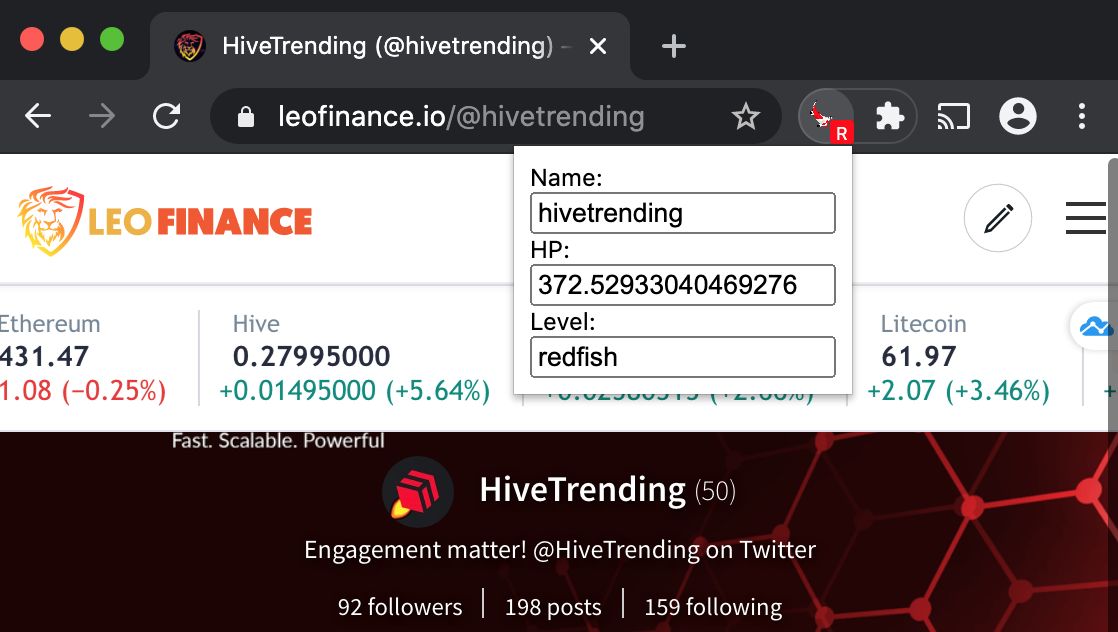 HiveTrending (@hivetrending) –
leofinance.io/@hivetrending
R
Name:
hivetrending
HP:
372.52933040469276
Level:
redfish
LEO FINANCE
Ethereum
431.47
1.08 (−0.25%)
Hive
0.27995000
+0.01495000 (+5.64%)
Litecoin
61.97
+2.07 (+3.46%)
+
Fast. Scalable. Powerful
HiveTrending (50)
Engagement matter! @HiveTrending on Twitter
92 followers
198 posts
159 following